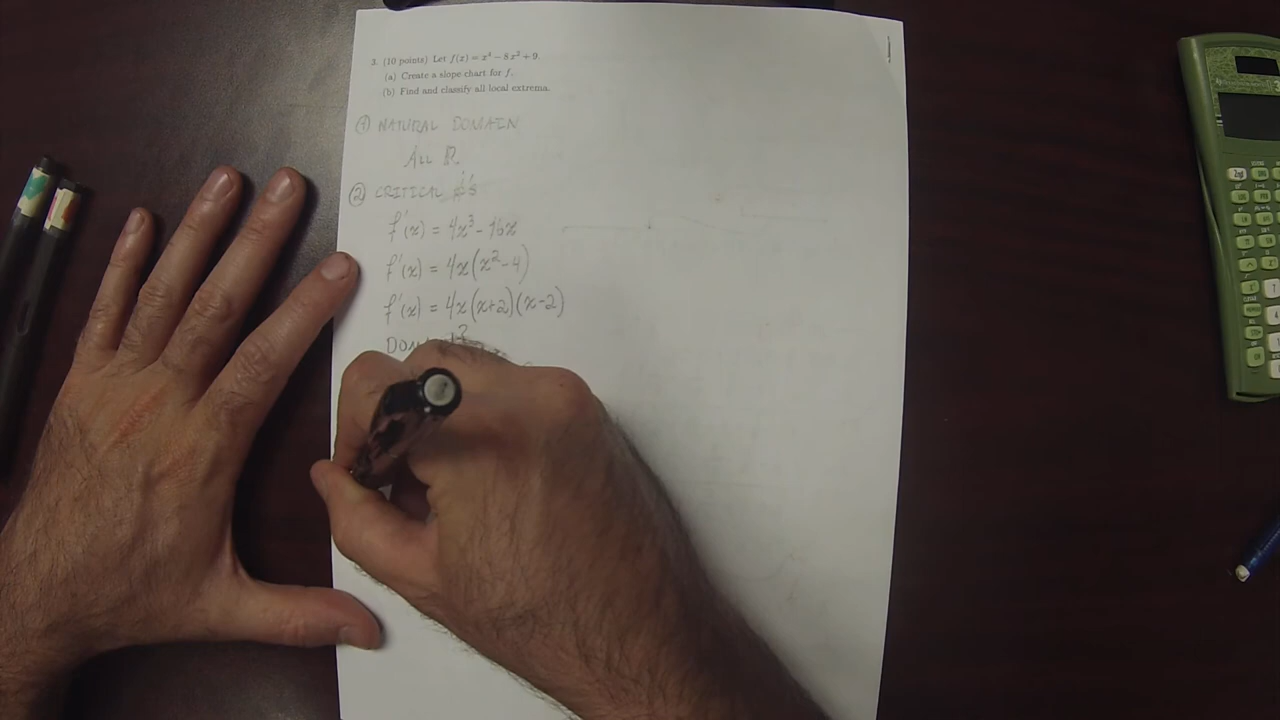 3. (10 points) Let f(x) = x⁴ − 8x² + 9.
(a) Create a slope chart for f.
(b) Find and classify all local extrema.
① NATURAL DOMAIN
ALL ℝ
② CRITICAL #'S
f'(x) = 4x³ - 16x
f'(x) = 4x(x² - 4)
f'(x) = 4x(x+2)(x-2)